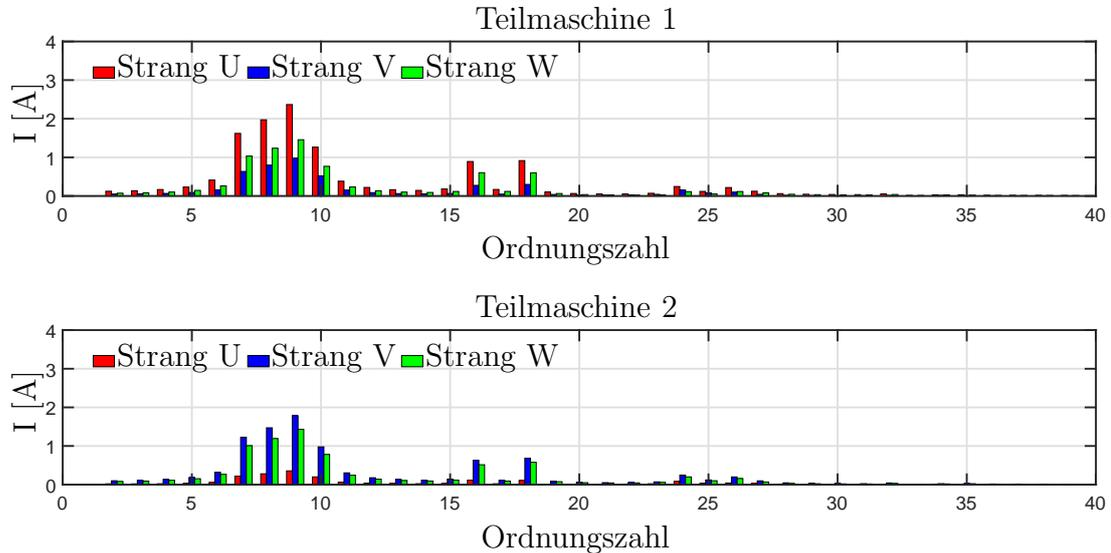 Teilmaschine 1
4
3
2
1
0
I [A]
Strang U Strang V Strang W
0 5 10 15 20 25 30 35 40
Ordnungszahl
Teilmaschine 2
4
3
2
1
0
I [A]
Strang U Strang V Strang W
0 5 10 15 20 25 30 35 40
Ordnungszahl